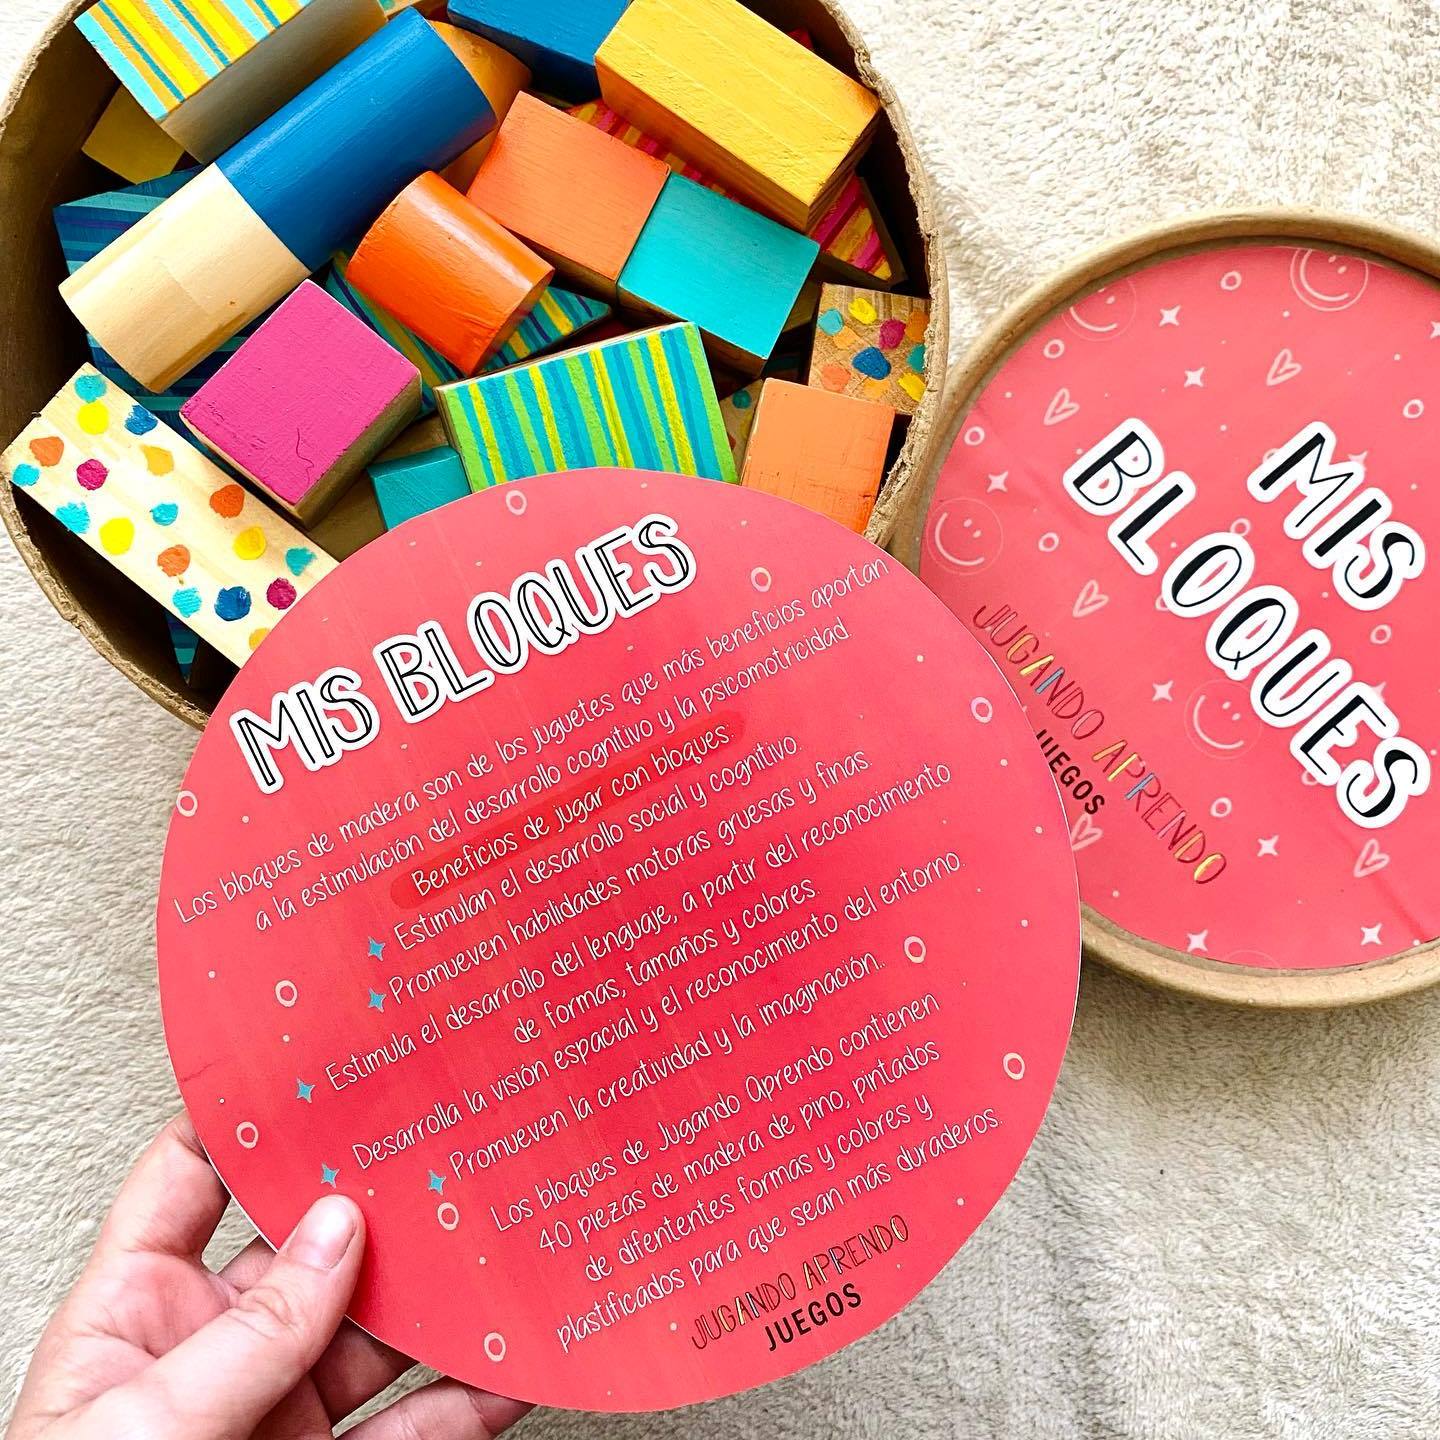 MIS BLOQUES
Los bloques de madera son de los juguetes que más beneficios aportan
a la estimulación del desarrollo cognitivo y la psicomotricidad.
Beneficios de jugar con bloques:
Estimulan el desarrollo social y cognitivo.
Promueven habilidades motoras gruesas y finas.
Estimula el desarrollo del lenguaje, a partir del reconocimiento
de formas, tamaños y colores.
Desarrolla la visión espacial y el reconocimiento del entorno.
Promueven la creatividad y la imaginación.
Los bloques de Jugando Aprendo contienen
40 piezas de madera de pino, pintados
de difententes formas y colores y
plastificados para que sean más duraderos.
JUGANDO APRENDO
JUEGOS
MIS
BLOQUES
JUGANDO APRENDO
JUEGOS